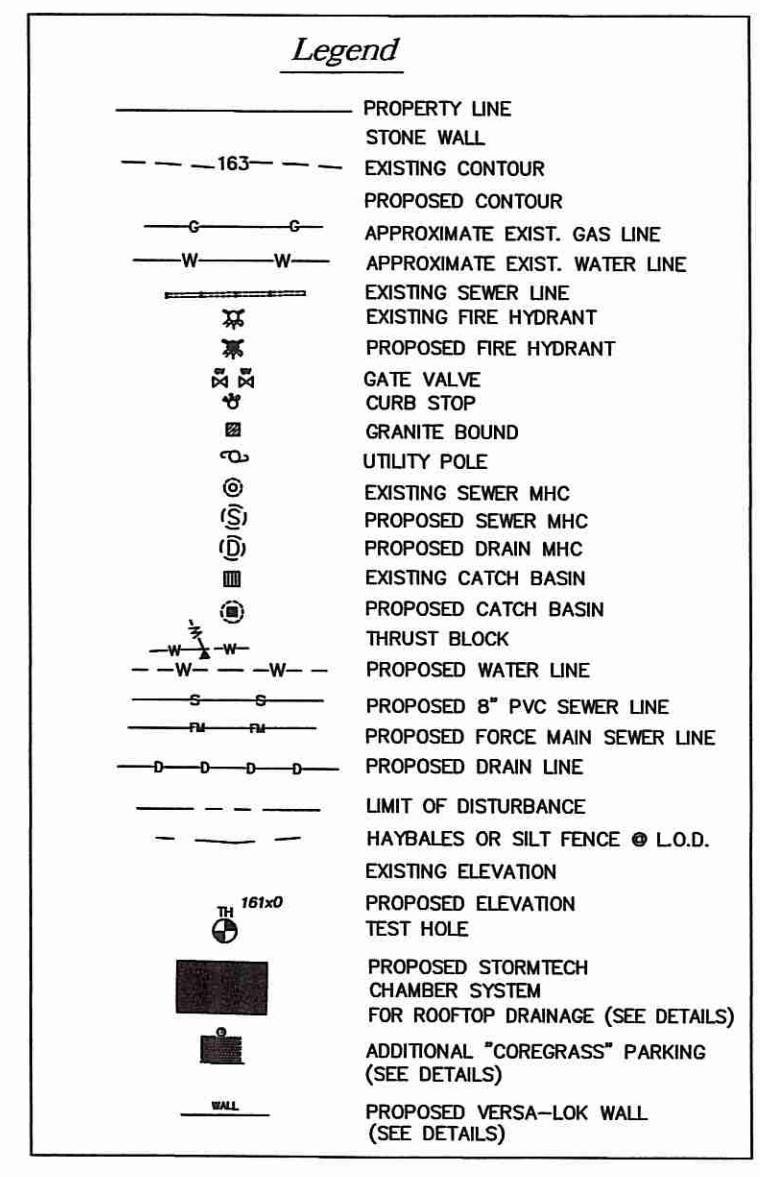 Legend
PROPERTY LINE
STONE WALL
163 EXISTING CONTOUR
PROPOSED CONTOUR
G G APPROXIMATE EXIST. GAS LINE
W W APPROXIMATE EXIST. WATER LINE
EXISTING SEWER LINE
EXISTING FIRE HYDRANT
PROPOSED FIRE HYDRANT
GATE VALVE
CURB STOP
GRANITE BOUND
UTILITY POLE
EXISTING SEWER MHC
(S) PROPOSED SEWER MHC
(D) PROPOSED DRAIN MHC
EXISTING CATCH BASIN
PROPOSED CATCH BASIN
W W THRUST BLOCK
W W PROPOSED WATER LINE
S S PROPOSED 8" PVC SEWER LINE
FM FM PROPOSED FORCE MAIN SEWER LINE
D D D D PROPOSED DRAIN LINE
LIMIT OF DISTURBANCE
HAYBALES OR SILT FENCE @ L.O.D.
EXISTING ELEVATION
161x0 PROPOSED ELEVATION
TH TEST HOLE
PROPOSED STORMTECH
CHAMBER SYSTEM
FOR ROOFTOP DRAINAGE (SEE DETAILS)
ADDITIONAL "COREGRASS" PARKING
(SEE DETAILS)
WALL PROPOSED VERSA-LOK WALL
(SEE DETAILS)